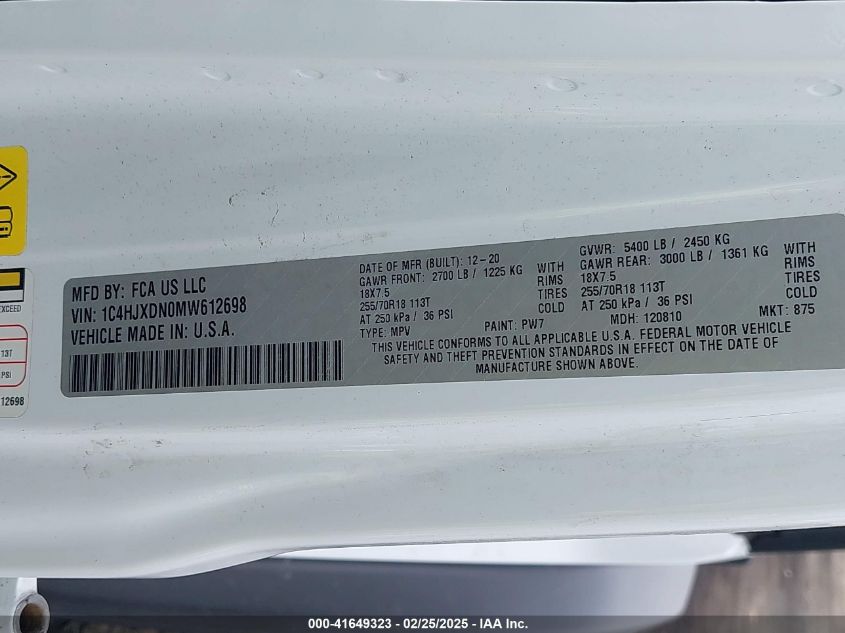 MFD BY: FCA US LLC
VIN: 1C4HJXDN0MW612698
VEHICLE MADE IN U.S.A.
DATE OF MFR (BUILT): 12-20
GAWR FRONT: 2700 LB / 1225 KG WITH
18X7.5 RIMS
255/70R18 113T TIRES
AT 250 kPa / 36 PSI COLD
TYPE: MPV PAINT: PW7
GVWR: 5400 LB / 2450 KG
GAWR REAR: 3000 LB / 1361 KG WITH
18X7.5 RIMS
255/70R18 113T TIRES
AT 250 kPa / 36 PSI COLD
MDH: 120810 MKT: 875
THIS VEHICLE CONFORMS TO ALL APPLICABLE U.S.A. FEDERAL MOTOR VEHICLE
SAFETY AND THEFT PREVENTION STANDARDS IN EFFECT ON THE DATE OF
MANUFACTURE SHOWN ABOVE.
EXCEED
13T
PSI
12698
000-41649323 - 02/25/2025 - IAA Inc.